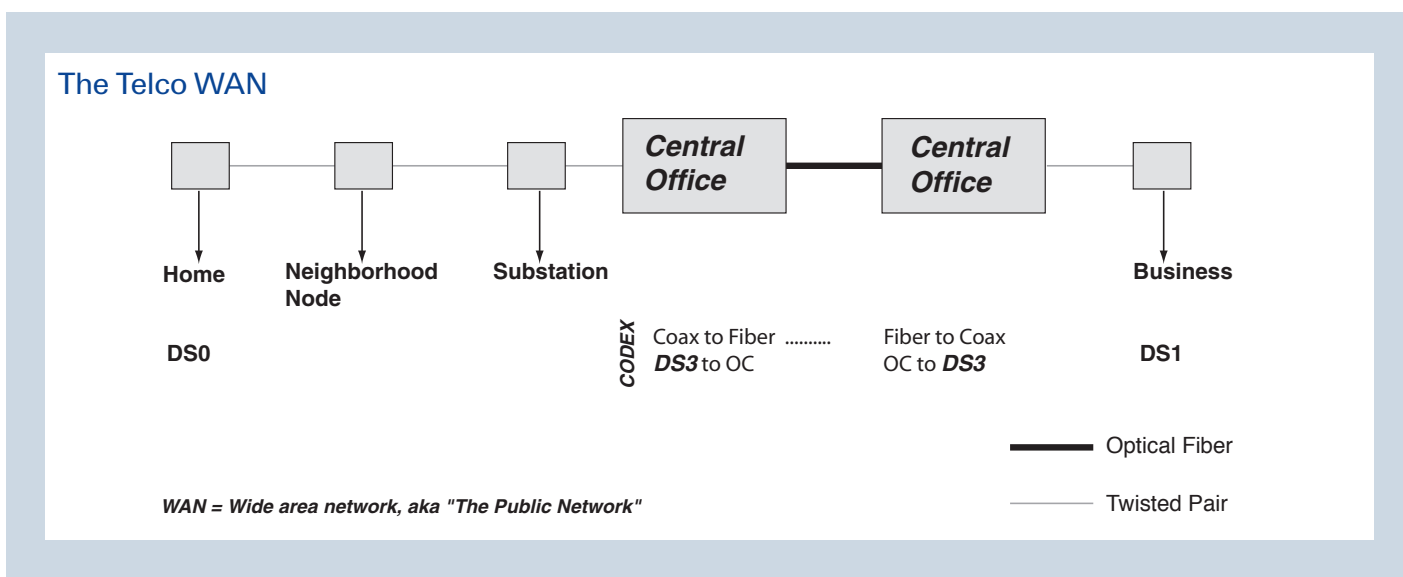 The Telco WAN
Central
Office
Central
Office
Home
Neighborhood
Node
Substation
Business
DS0
CODEX
Coax to Fiber ..........
DS3 to OC
Fiber to Coax
OC to DS3
DS1
Optical Fiber
WAN = Wide area network, aka "The Public Network"
Twisted Pair